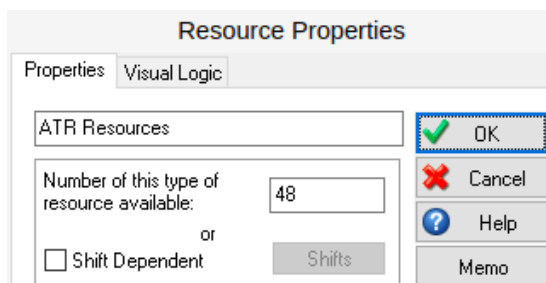 Resource Properties
Properties
Visual Logic
ATR Resources
OK
Number of this type of
resource available:
48
Cancel
or
Help
Shift Dependent
Shifts
Memo